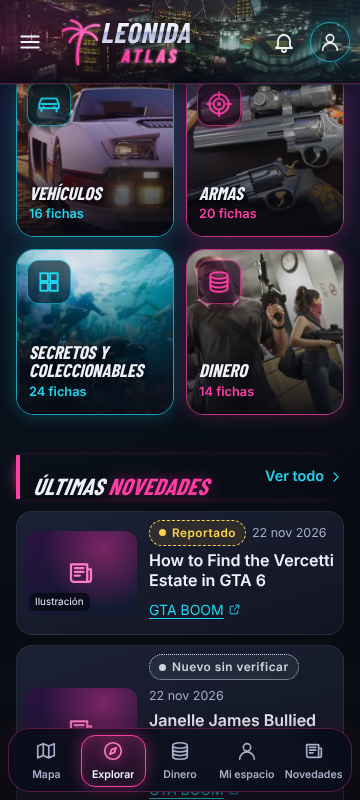 LEONIDA
ATLAS
VEHÍCULOS
16 fichas
ARMAS
20 fichas
SECRETOS Y
COLECCIONABLES
24 fichas
DINERO
14 fichas
ÚLTIMAS NOVEDADES
Ver todo
Reportado
22 nov 2026
How to Find the Vercetti
Estate in GTA 6
Ilustración
GTA BOOM
Nuevo sin verificar
22 nov 2026
Janelle James Bullied
Mapa
Explorar
Dinero
Mi espacio
Novedades
GTA BOOM